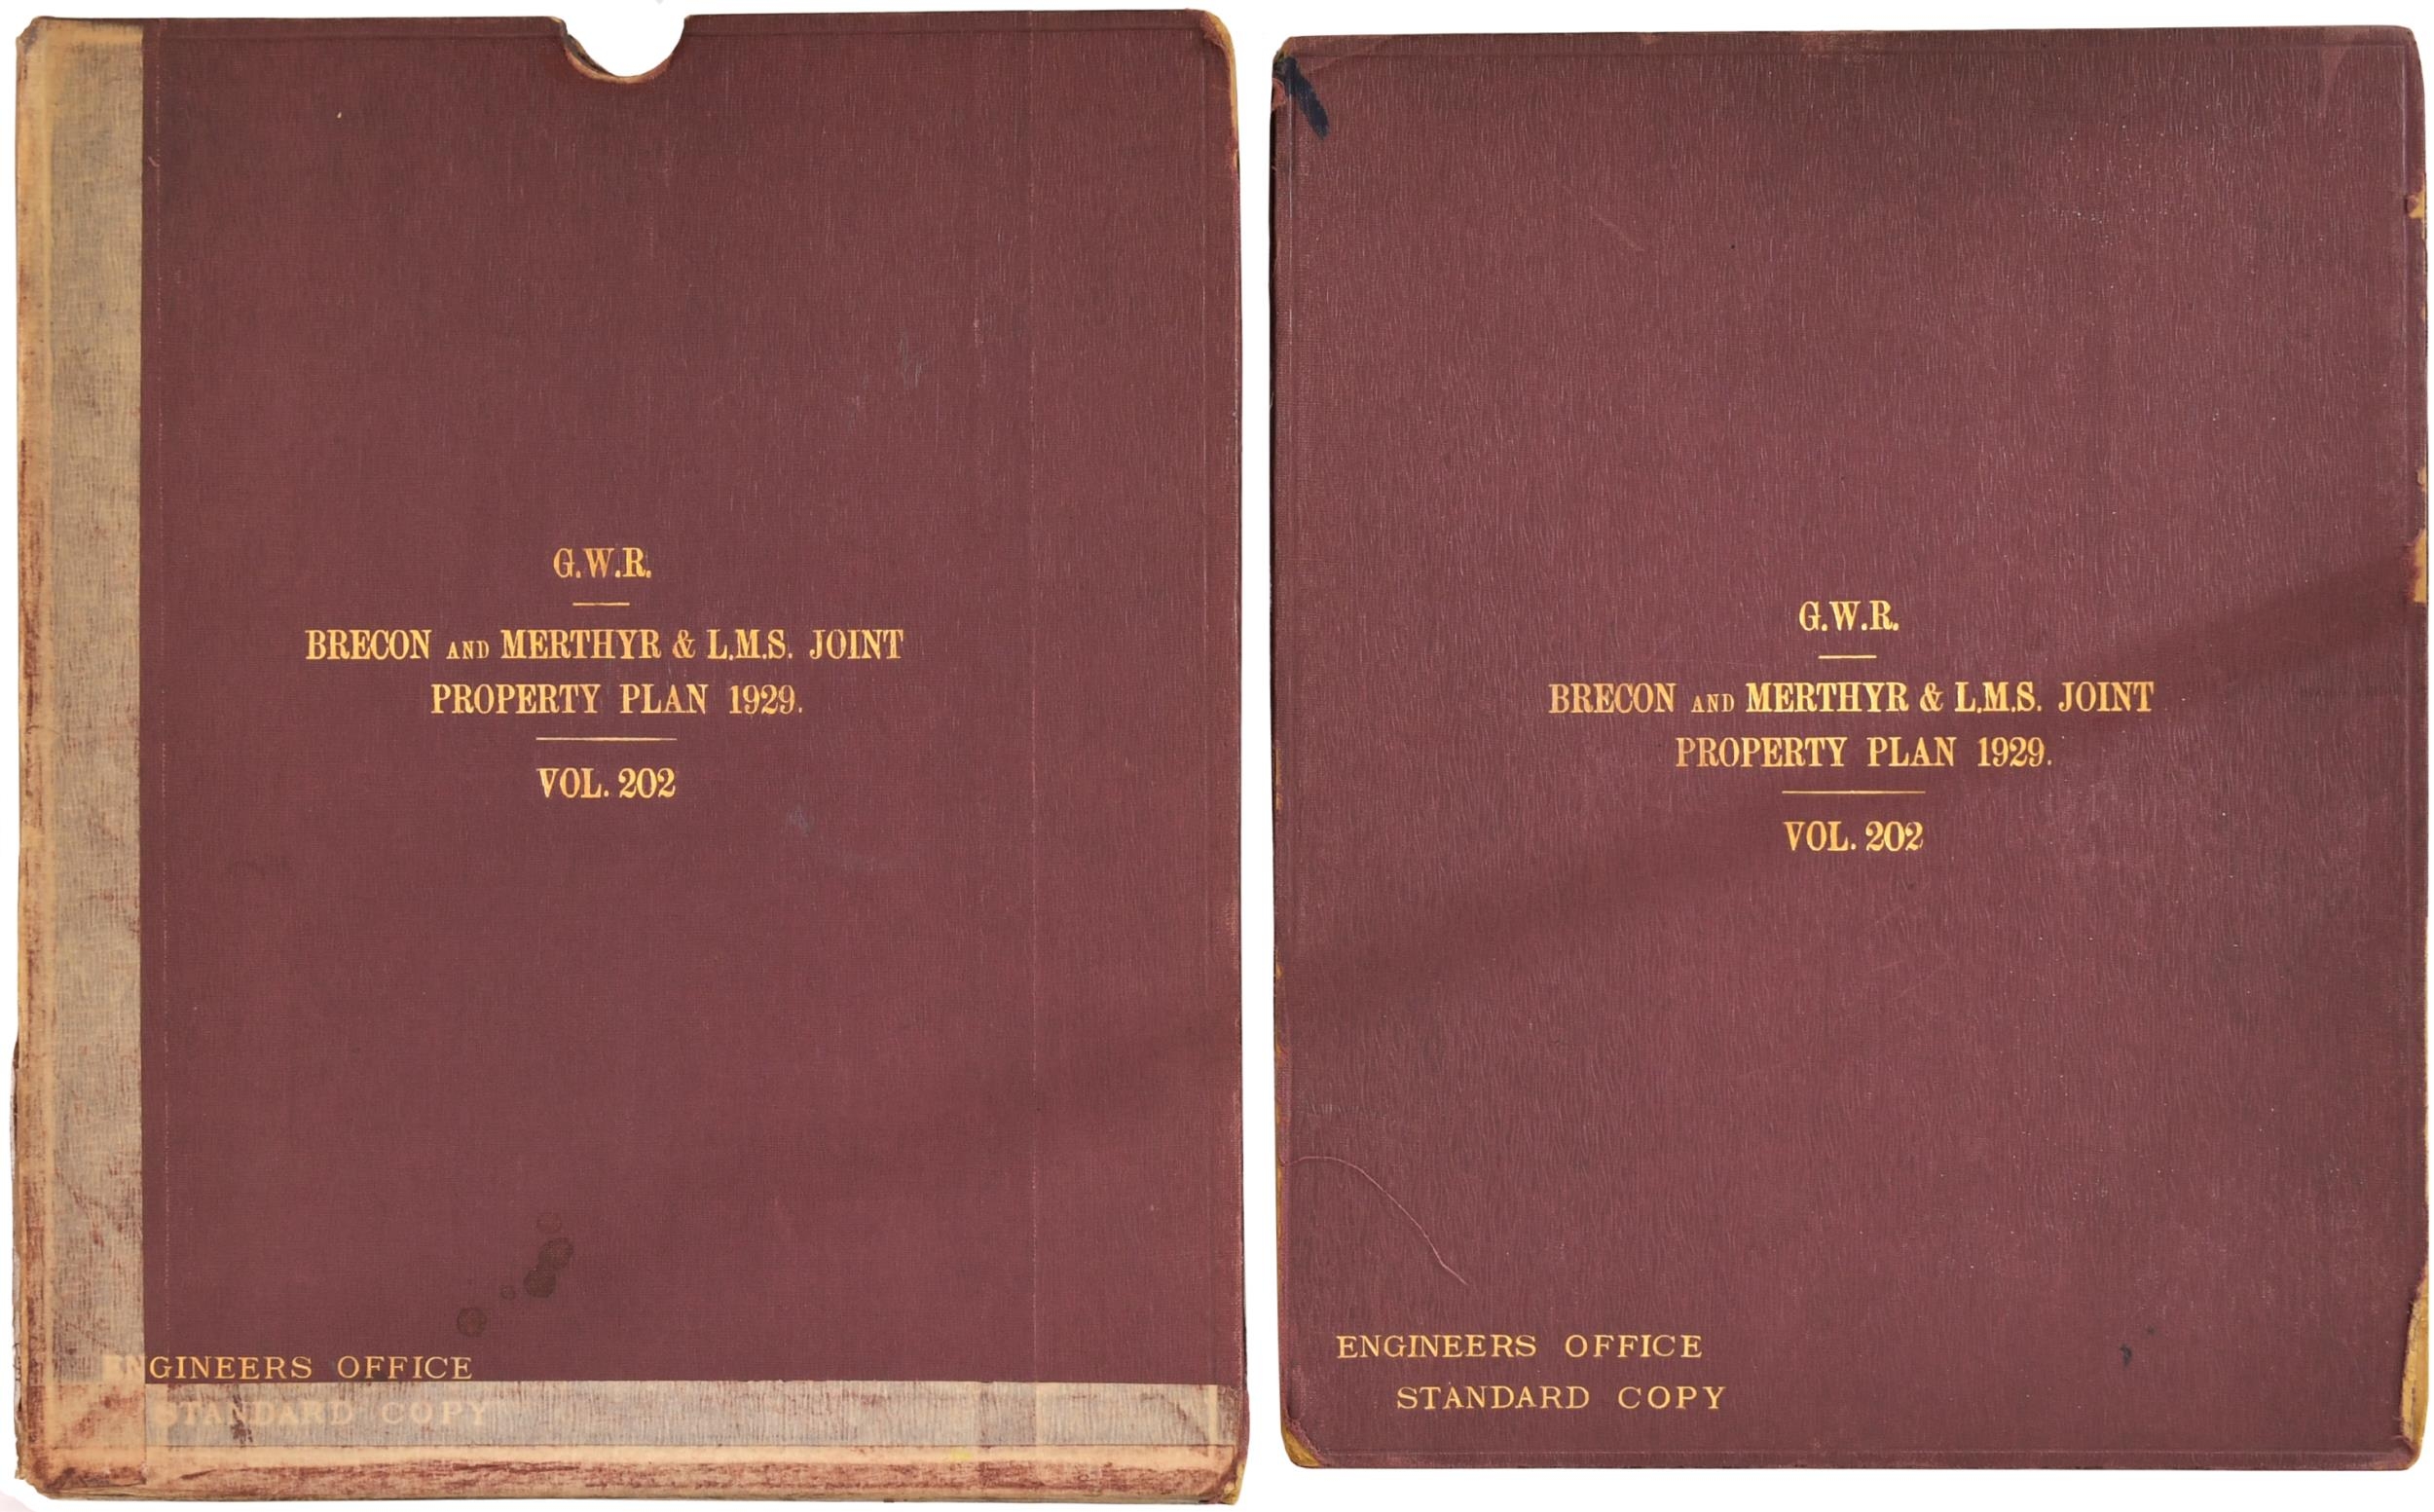 G.W.R.
BRECON AND MERTHYR & L.M.S. JOINT
PROPERTY PLAN 1929.
VOL. 202
ENGINEERS OFFICE
STANDARD COPY
G.W.R.
BRECON AND MERTHYR & L.M.S. JOINT
PROPERTY PLAN 1929.
VOL. 202
ENGINEERS OFFICE
STANDARD COPY